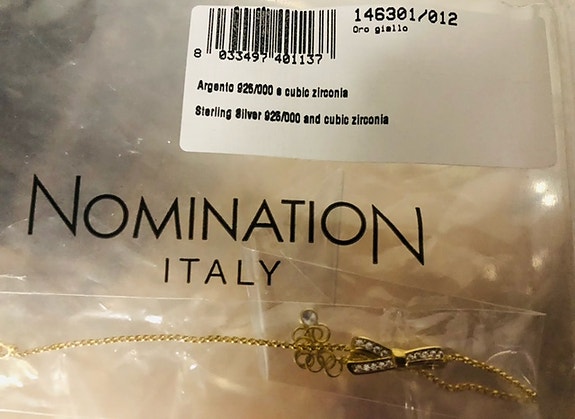 146301/012
Oro giallo
8 033497 401137
Argento 925/000 e cubic zirconia
Sterling Silver 925/000 and cubic zirconia
NOMINATION
ITALY